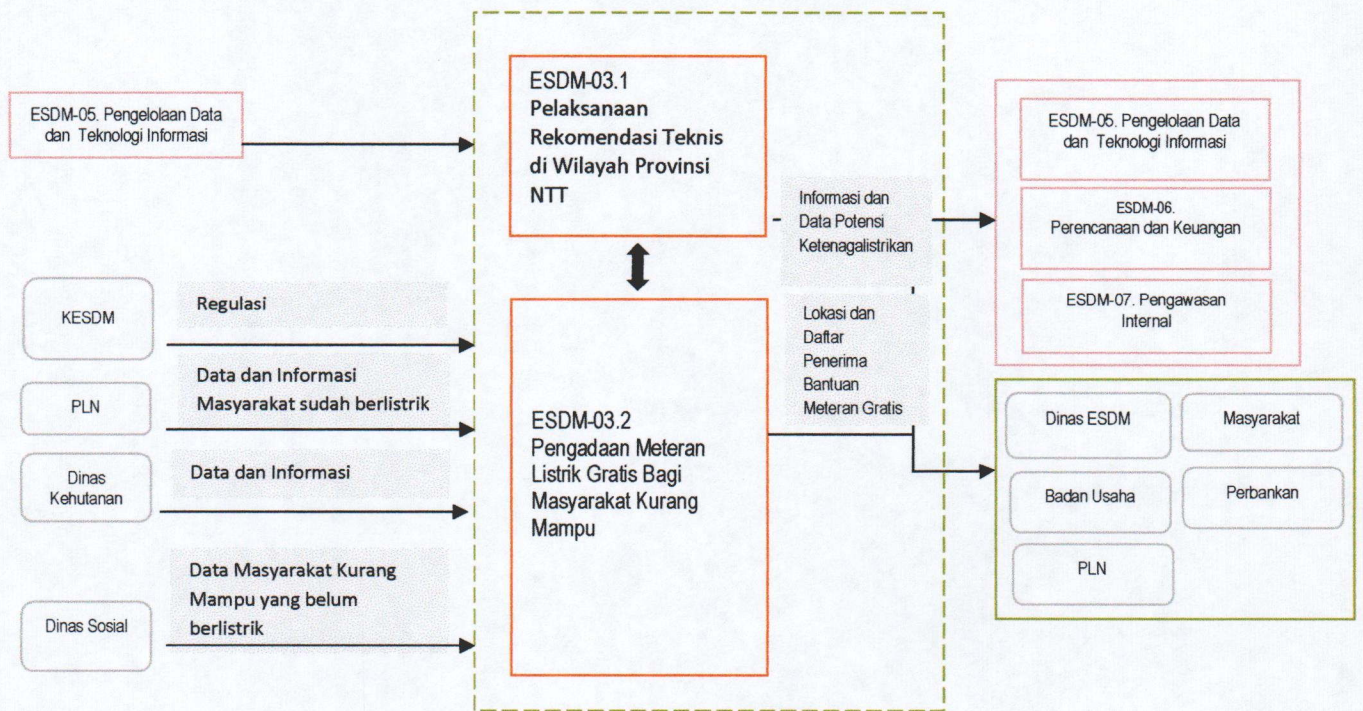 ESDM-05. Pengelolaan Data
dan Teknologi Informasi
KESDM
PLN
Dinas
Kehutanan
Dinas Sosial
Regulasi
Data dan Informasi
Masyarakat sudah berlistrik
Data dan Informasi
Data Masyarakat Kurang
Mampu yang belum
berlistrik
ESDM-03.1
Pelaksanaan
Rekomendasi Teknis
di Wilayah Provinsi
NTT
ESDM-03.2
Pengadaan Meteran
Listrik Gratis Bagi
Masyarakat Kurang
Mampu
Informasi dan
Data Potensi
Ketenagalistrikan
Lokasi dan
Daftar
Penerima
Bantuan
Meteran Gratis
ESDM-05. Pengelolaan Data
dan Teknologi Informasi
ESDM-06.
Perencanaan dan Keuangan
ESDM-07. Pengawasan
Internal
Dinas ESDM
Masyarakat
Badan Usaha
Perbankan
PLN